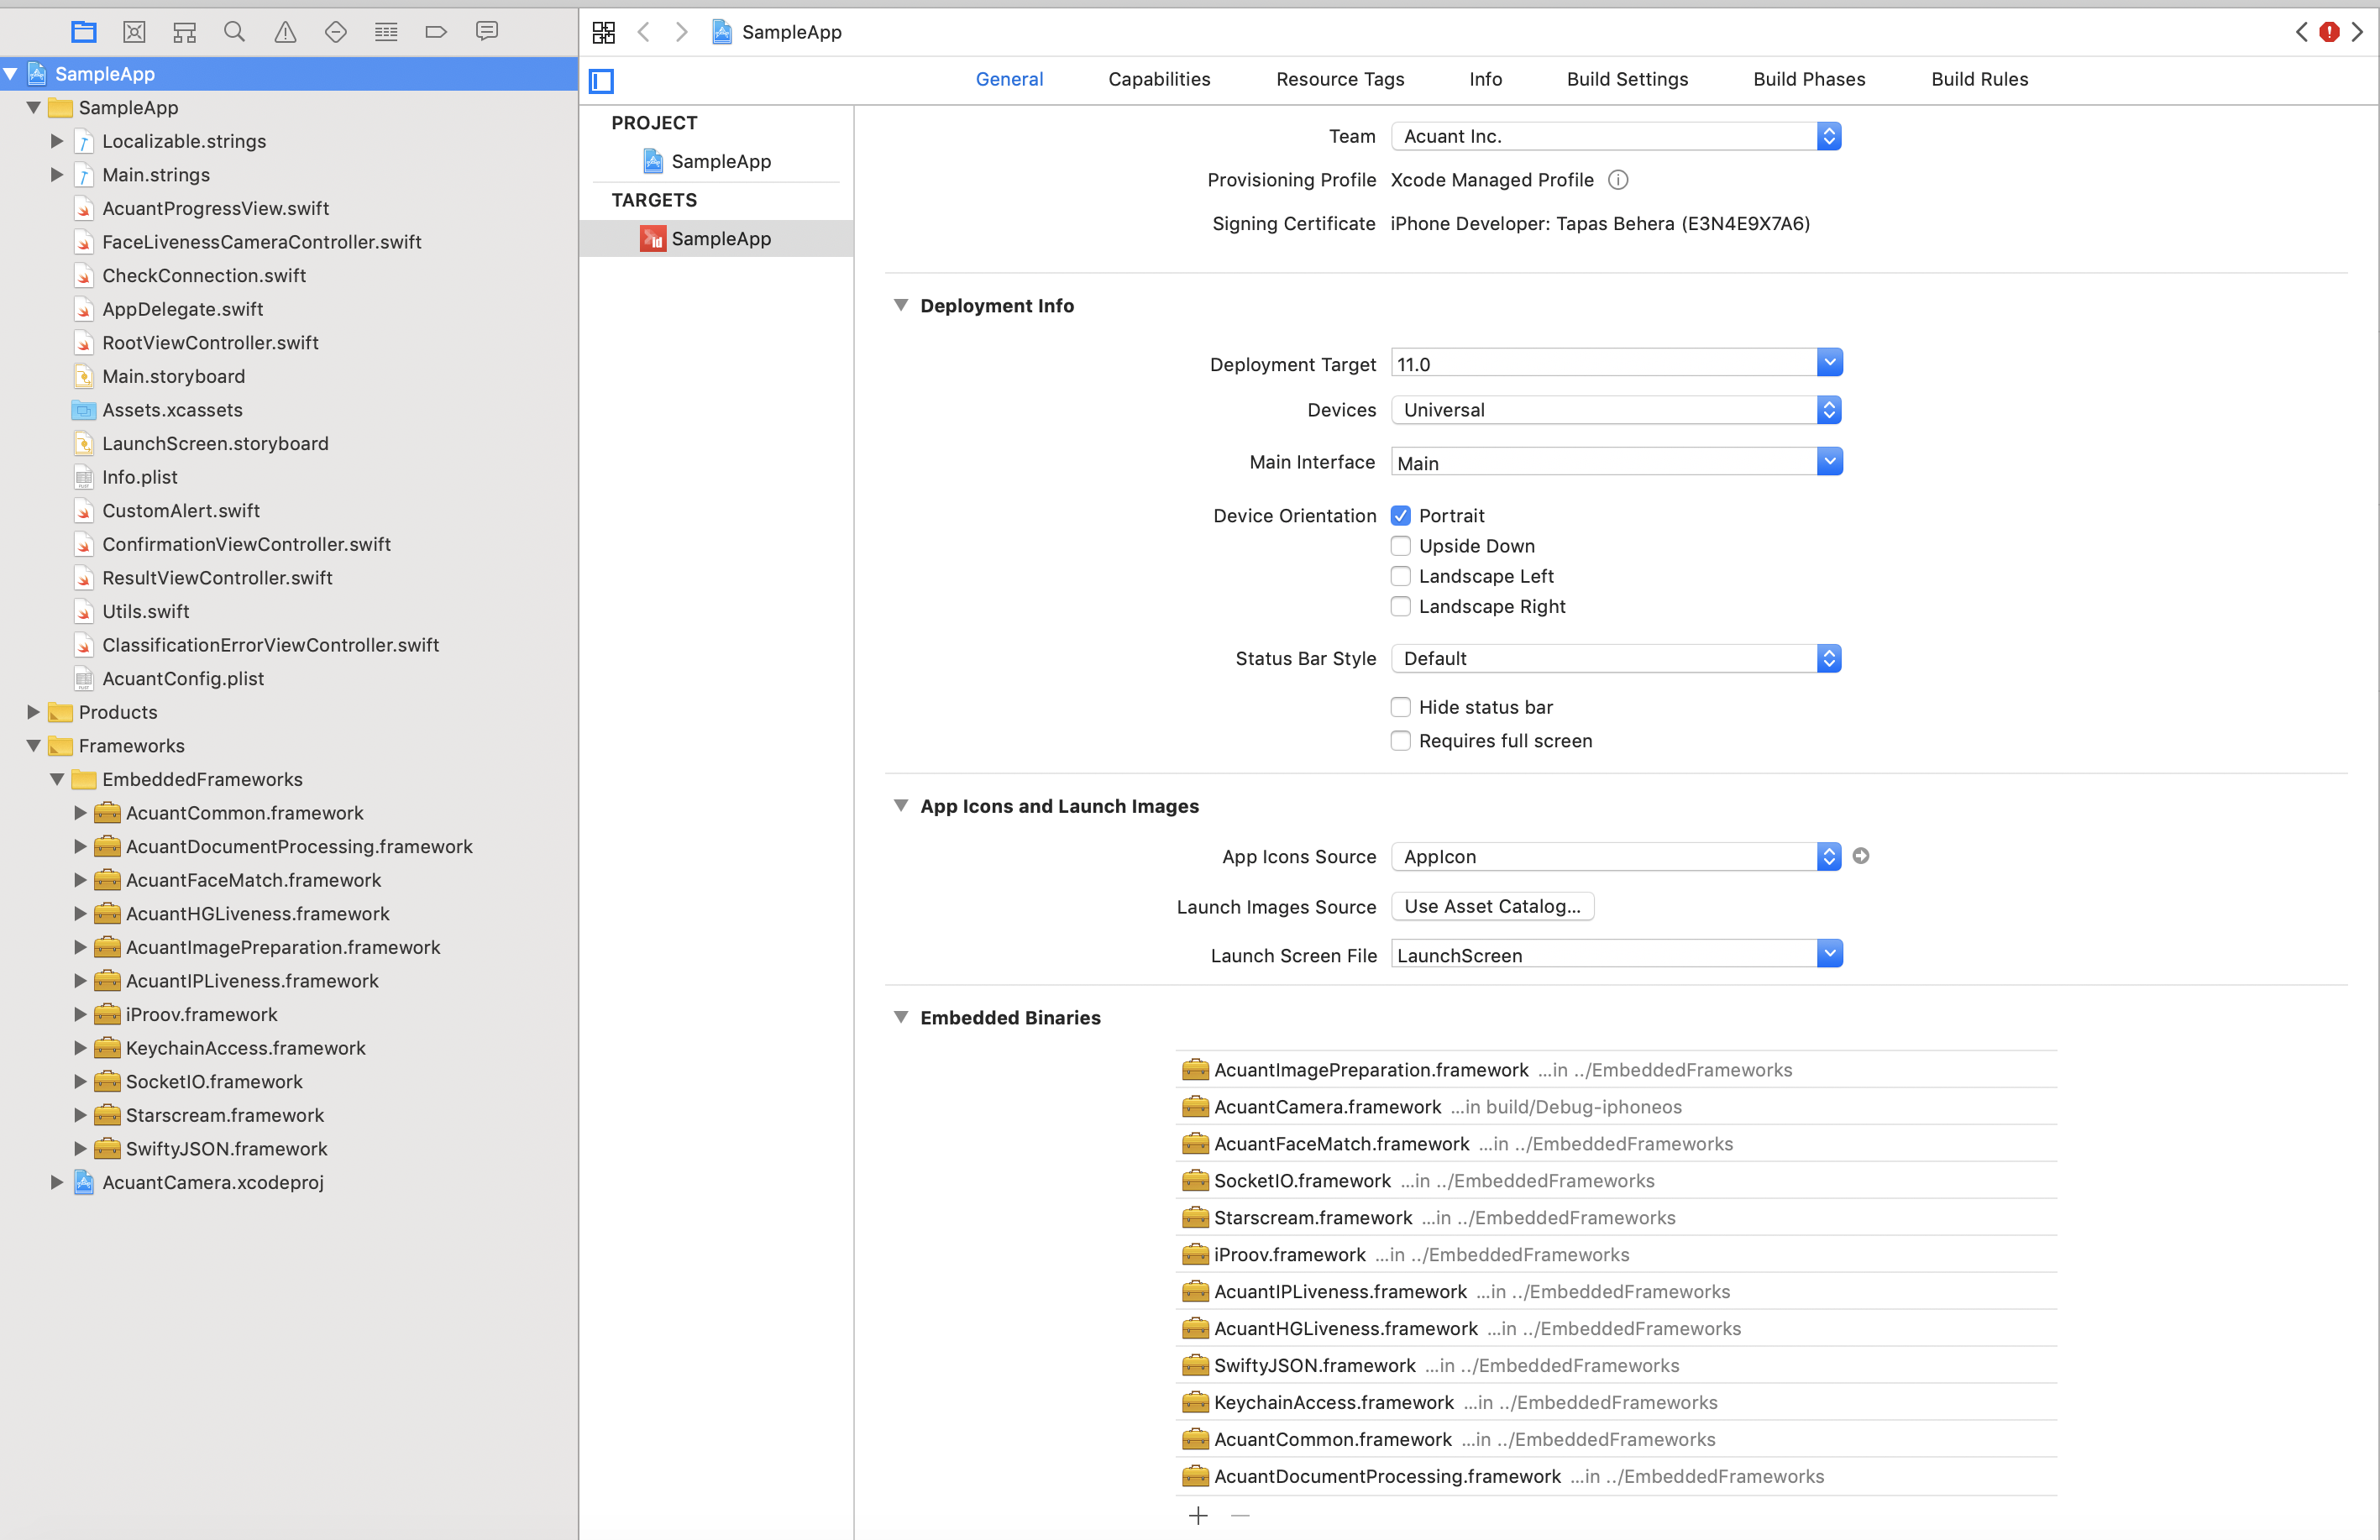 SampleApp
SampleApp
SampleApp
Localizable.strings
Main.strings
AcuantProgressView.swift
FaceLivenessCameraController.swift
CheckConnection.swift
AppDelegate.swift
RootViewController.swift
Main.storyboard
Assets.xcassets
LaunchScreen.storyboard
Info.plist
CustomAlert.swift
ConfirmationViewController.swift
ResultViewController.swift
Utils.swift
ClassificationErrorViewController.swift
AcuantConfig.plist
Products
Frameworks
EmbeddedFrameworks
AcuantCommon.framework
AcuantDocumentProcessing.framework
AcuantFaceMatch.framework
AcuantHGLiveness.framework
AcuantImagePreparation.framework
AcuantIPLiveness.framework
iProov.framework
KeychainAccess.framework
SocketIO.framework
Starscream.framework
SwiftyJSON.framework
AcuantCamera.xcodeproj
General Capabilities Resource Tags Info Build Settings Build Phases Build Rules
PROJECT
SampleApp
TARGETS
id SampleApp
Team Acuant Inc.
Provisioning Profile Xcode Managed Profile
Signing Certificate iPhone Developer: Tapas Behera (E3N4E9X7A6)
Deployment Info
Deployment Target 11.0
Devices Universal
Main Interface Main
Device Orientation Portrait
Upside Down
Landscape Left
Landscape Right
Status Bar Style Default
Hide status bar
Requires full screen
App Icons and Launch Images
App Icons Source AppIcon
Launch Images Source Use Asset Catalog...
Launch Screen File LaunchScreen
Embedded Binaries
AcuantImagePreparation.framework ...in ../EmbeddedFrameworks
AcuantCamera.framework ...in build/Debug-iphoneos
AcuantFaceMatch.framework ...in ../EmbeddedFrameworks
SocketIO.framework ...in ../EmbeddedFrameworks
Starscream.framework ...in ../EmbeddedFrameworks
iProov.framework ...in ../EmbeddedFrameworks
AcuantIPLiveness.framework ...in ../EmbeddedFrameworks
AcuantHGLiveness.framework ...in ../EmbeddedFrameworks
SwiftyJSON.framework ...in ../EmbeddedFrameworks
KeychainAccess.framework ...in ../EmbeddedFrameworks
AcuantCommon.framework ...in ../EmbeddedFrameworks
AcuantDocumentProcessing.framework ...in ../EmbeddedFrameworks